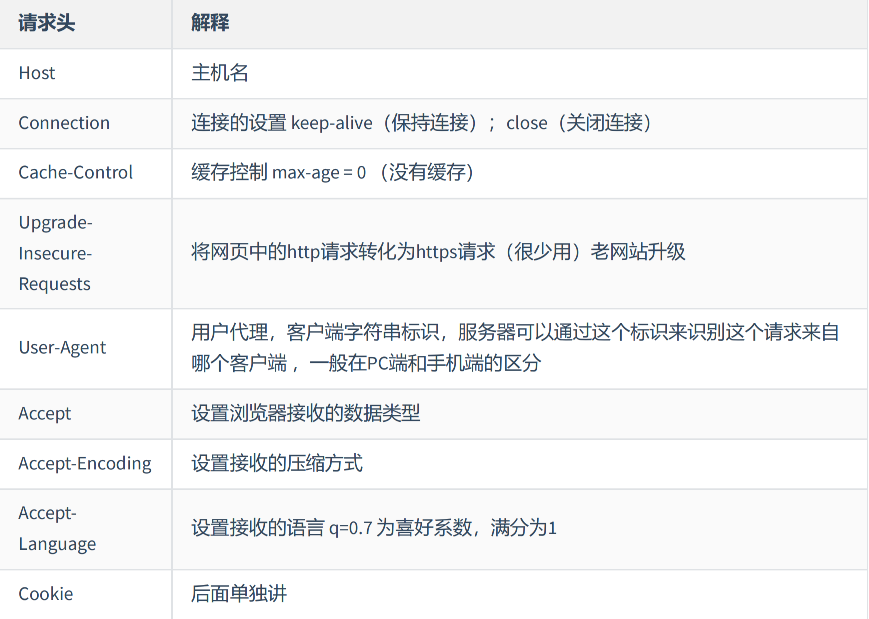 请求头 解释
Host 主机名
Connection 连接的设置 keep-alive（保持连接）；close（关闭连接）
Cache-Control 缓存控制 max-age = 0 （没有缓存）
Upgrade-
Insecure-
Requests
将网页中的http请求转化为https请求（很少用）老网站升级
User-Agent
用户代理，客户端字符串标识，服务器可以通过这个标识来识别这个请求来自
哪个客户端 ，一般在PC端和手机端的区分
Accept 设置浏览器接收的数据类型
Accept-Encoding 设置接收的压缩方式
Accept-
Language
设置接收的语言 q=0.7 为喜好系数，满分为1
Cookie 后面单独讲